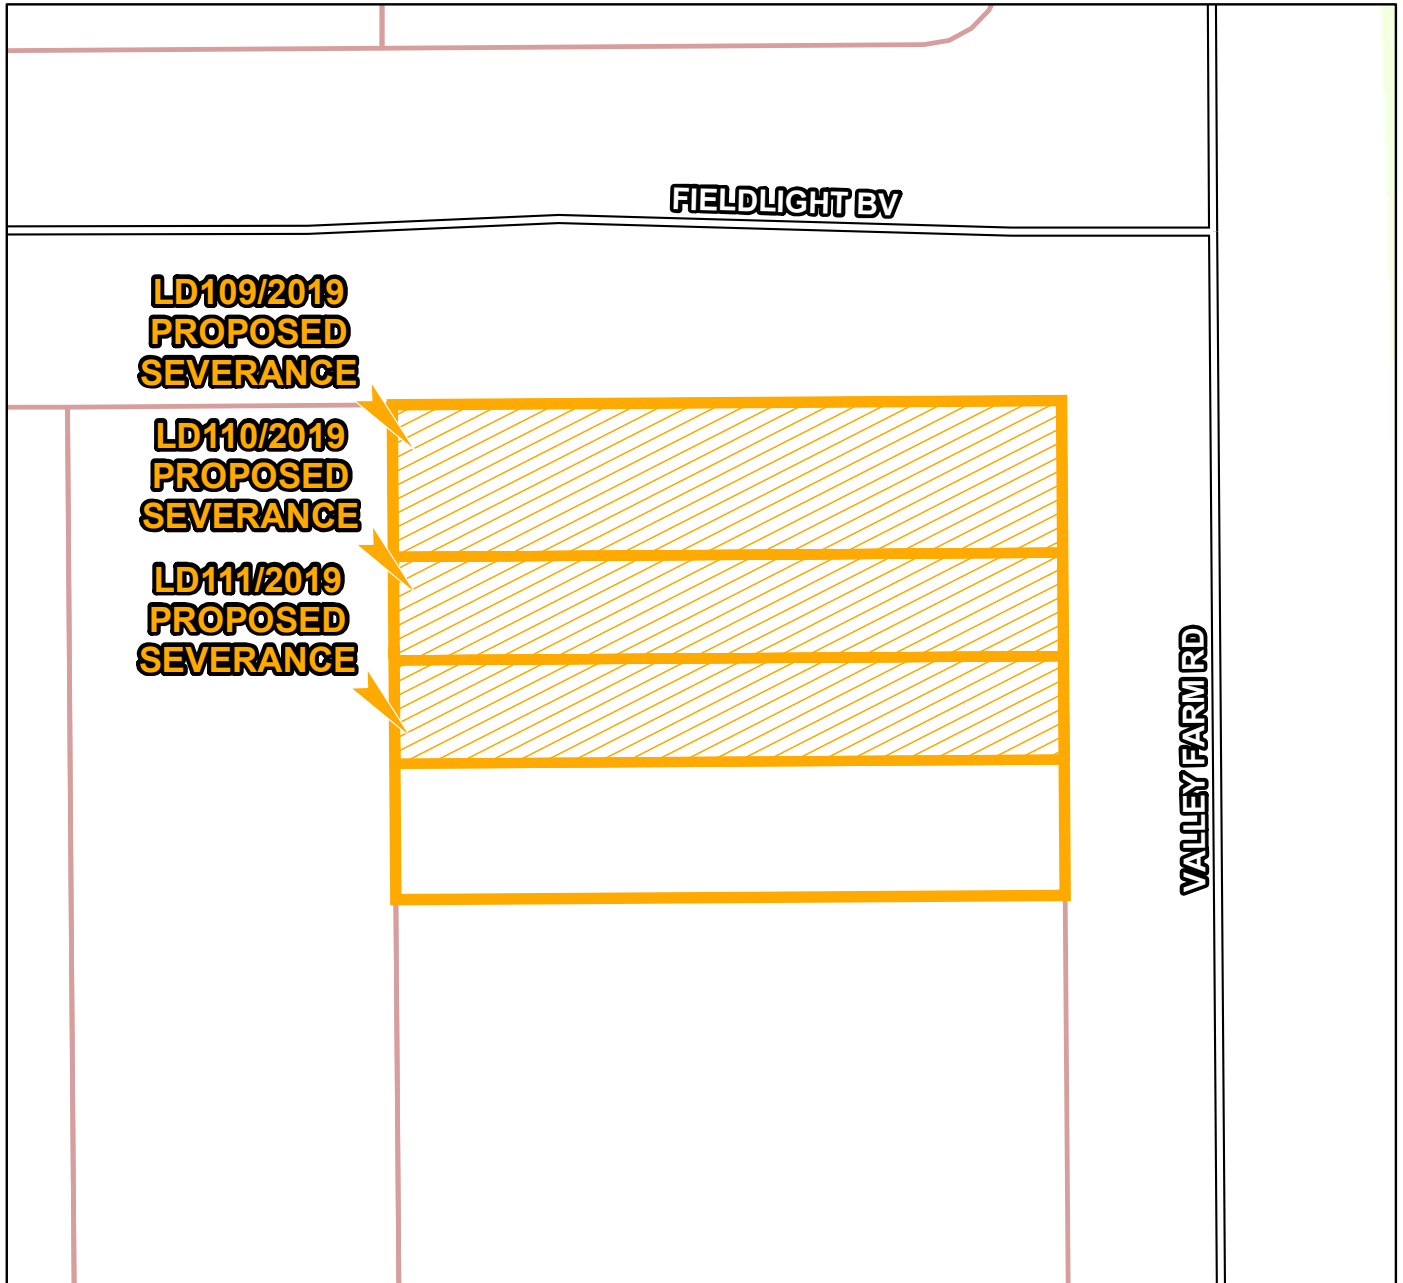 FIELDLIGHT BV
LD109/2019
PROPOSED
SEVERANCE
LD110/2019
PROPOSED
SEVERANCE
LD111/2019
PROPOSED
SEVERANCE
VALLEY FARM RD